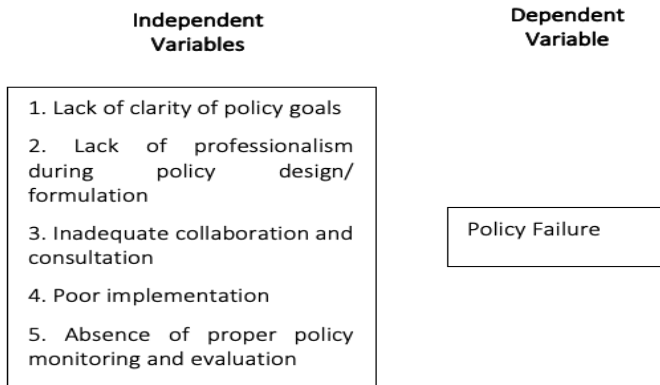 Independent
Variables
Dependent
Variable
1. Lack of clarity of policy goals
2. Lack of professionalism
during policy design/
formulation
3. Inadequate collaboration and
consultation
4. Poor implementation
5. Absence of proper policy
monitoring and evaluation
Policy Failure